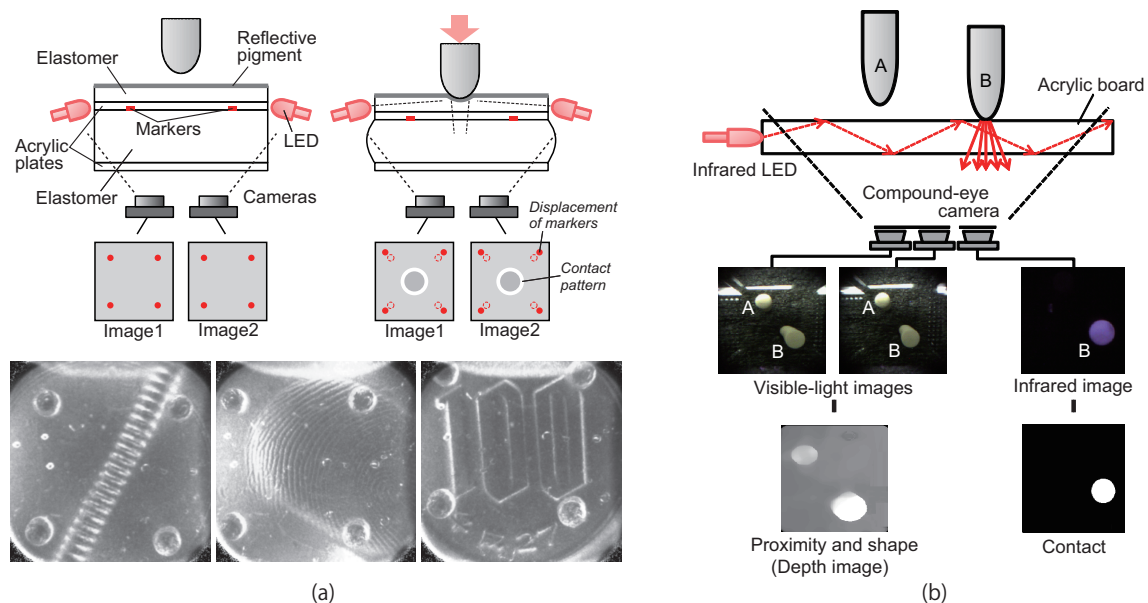 Elastomer
Reflective
pigment
Markers
LED
Acrylic
plates
Elastomer
Cameras
Image1
Image2
Displacement
of markers
Contact
pattern
Image1
Image2
(a)
A
B
Acrylic board
Infrared LED
Compound-eye
camera
A
B
A
B
B
Visible-light images
Infrared image
Proximity and shape
(Depth image)
Contact
(b)